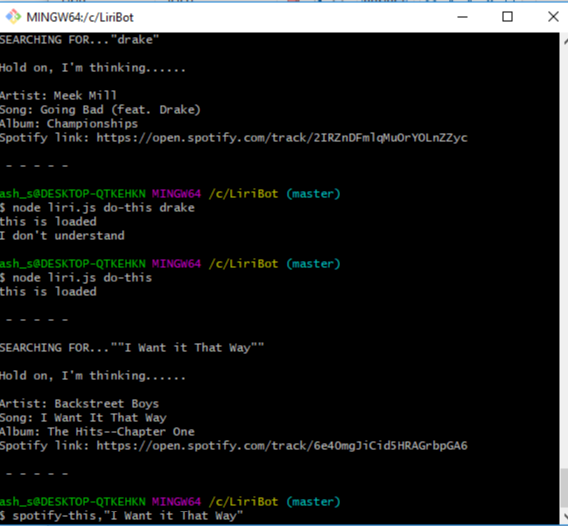 MINGW64:/c/LiriBot
SEARCHING FOR..."drake"
Hold on, I'm thinking......
Artist: Meek Mill
Song: Going Bad (feat. Drake)
Album: Championships
Spotify link: https://open.spotify.com/track/2IRZnDFmlqMuOrYOLnZZyc
- - - - -
ash_s@DESKTOP-QTKEHKN MINGW64 /c/LiriBot (master)
$ node liri.js do-this drake
this is loaded
I don't understand
ash_s@DESKTOP-QTKEHKN MINGW64 /c/LiriBot (master)
$ node liri.js do-this
this is loaded
- - - - -
SEARCHING FOR...""I Want it That Way""
Hold on, I'm thinking......
Artist: Backstreet Boys
Song: I Want It That Way
Album: The Hits--Chapter One
Spotify link: https://open.spotify.com/track/6e40mgJiCid5HRAGrbpGA6
- - - - -
ash_s@DESKTOP-QTKEHKN MINGW64 /c/LiriBot (master)
$ spotify-this,"I Want it That Way"